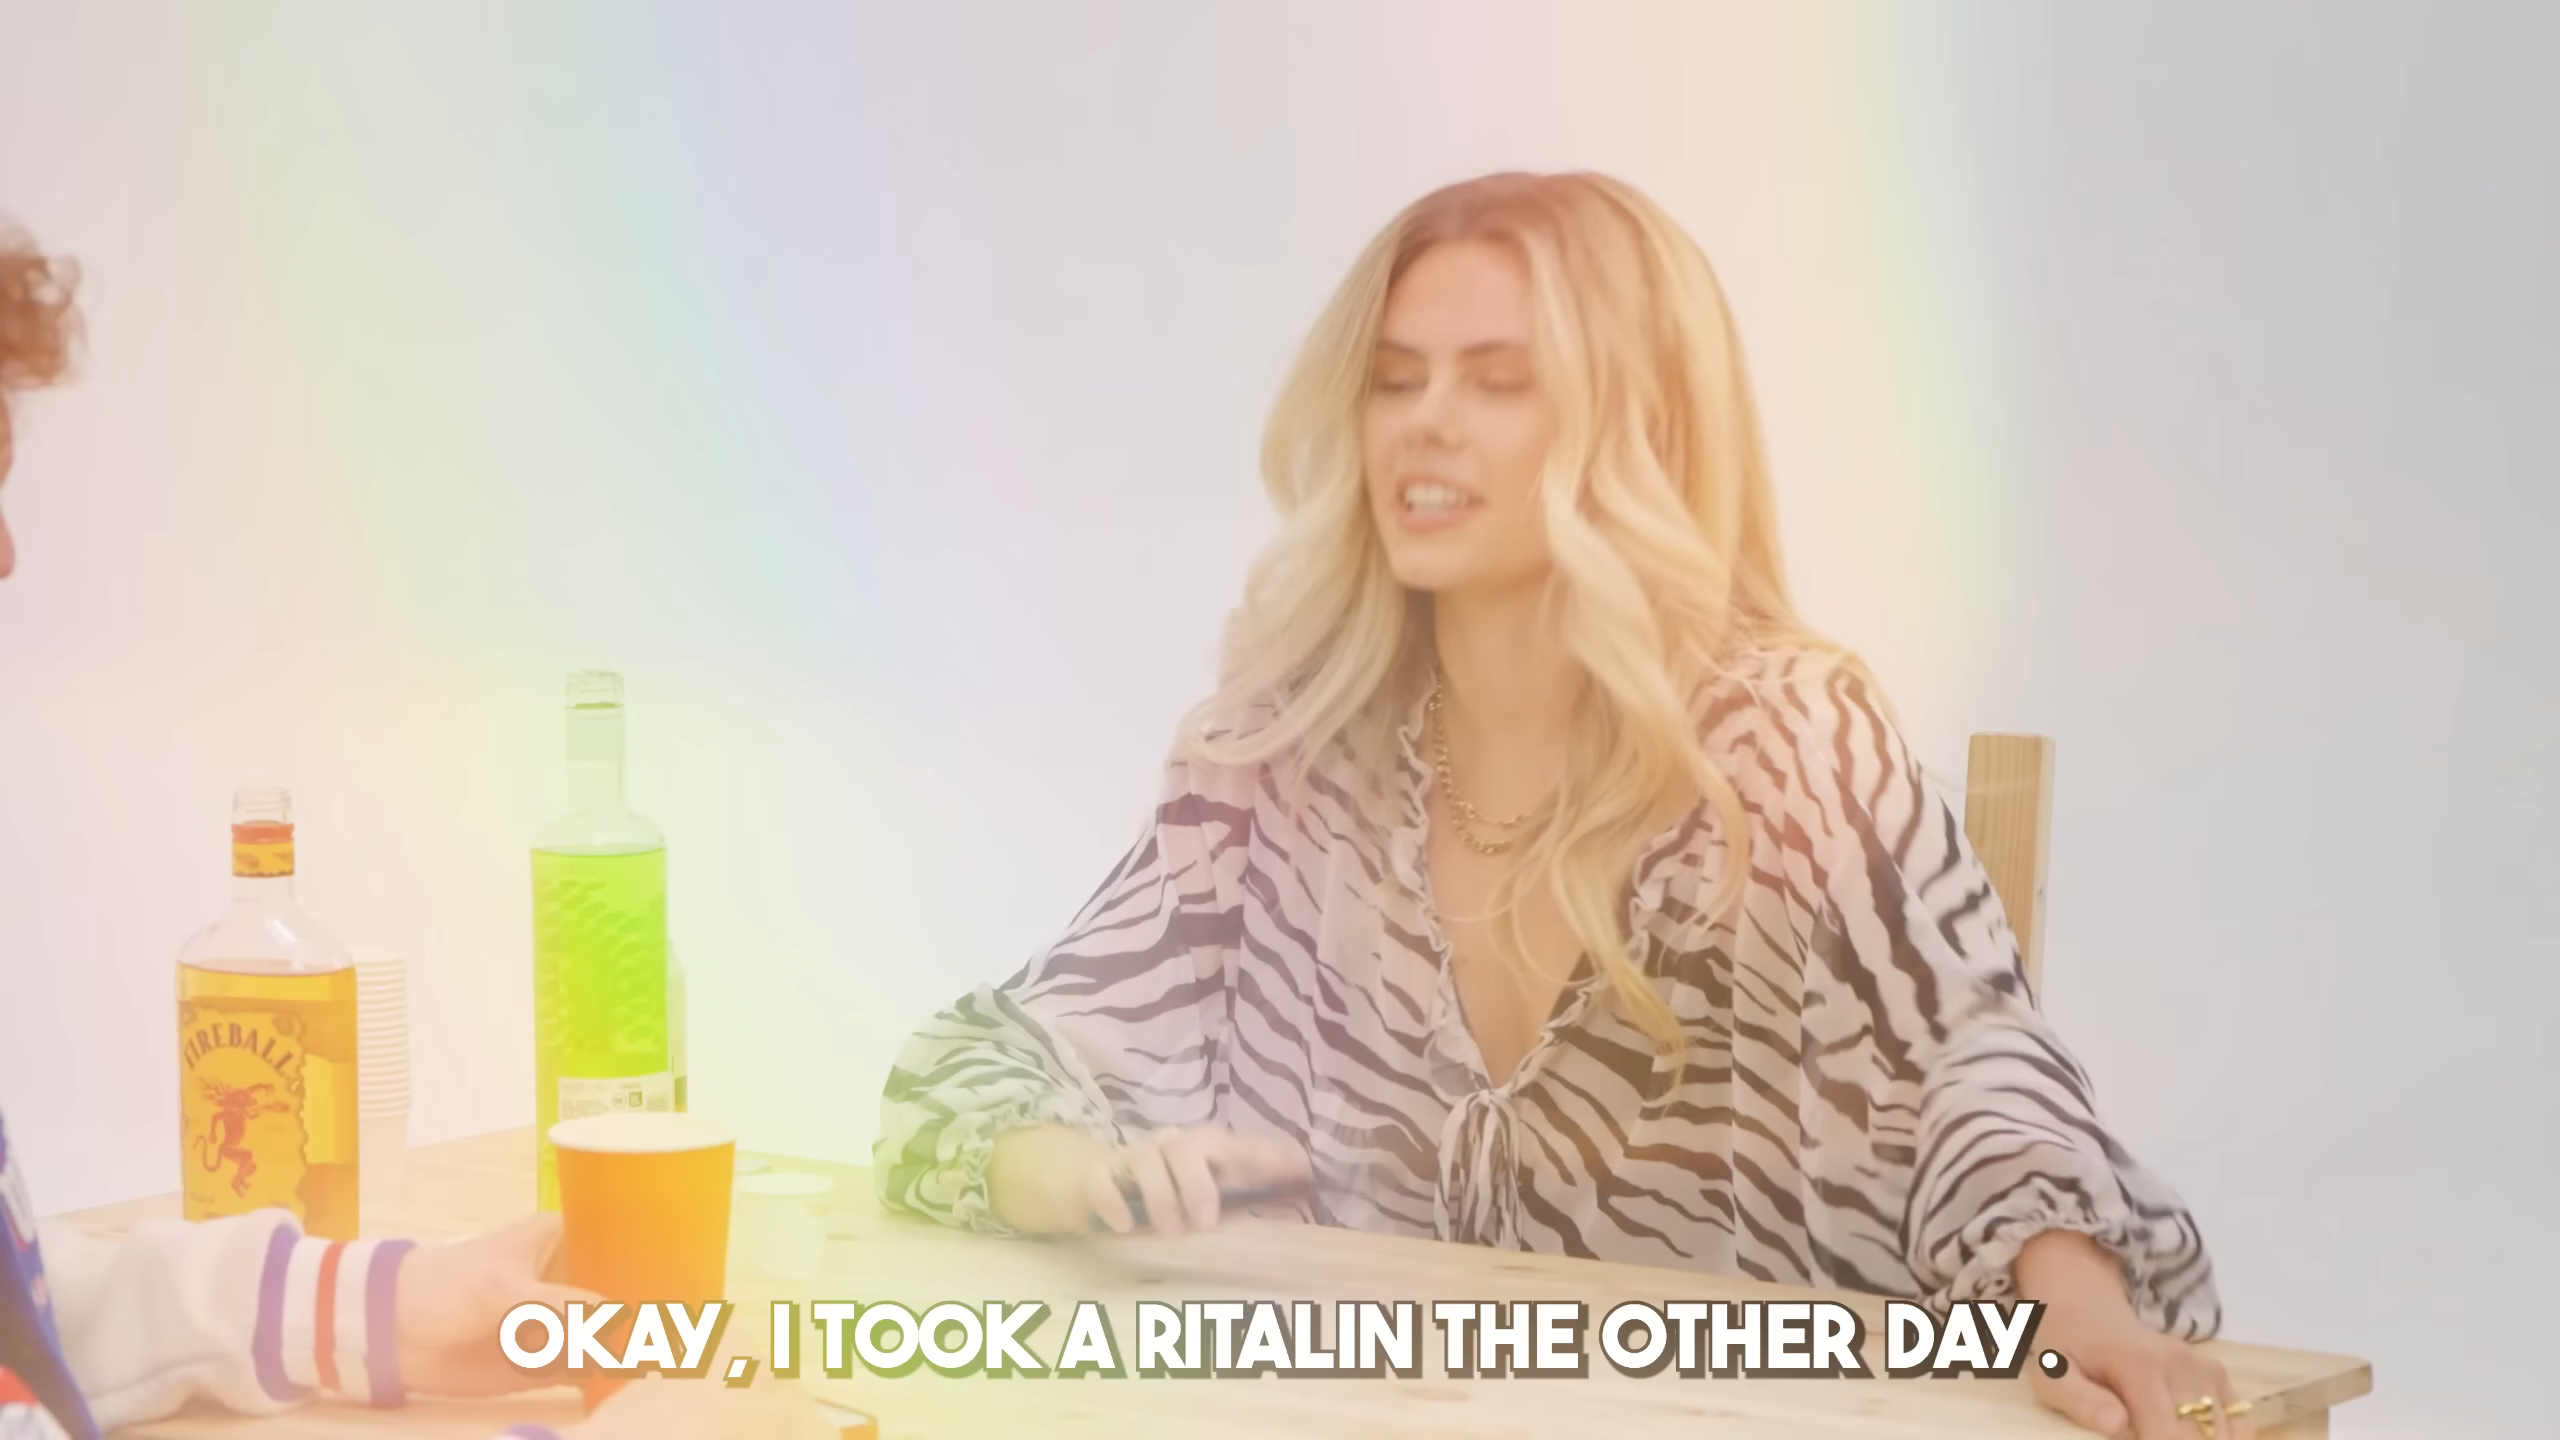 FIREBALL
OKAY, I TOOK A RITALIN THE OTHER DAY.